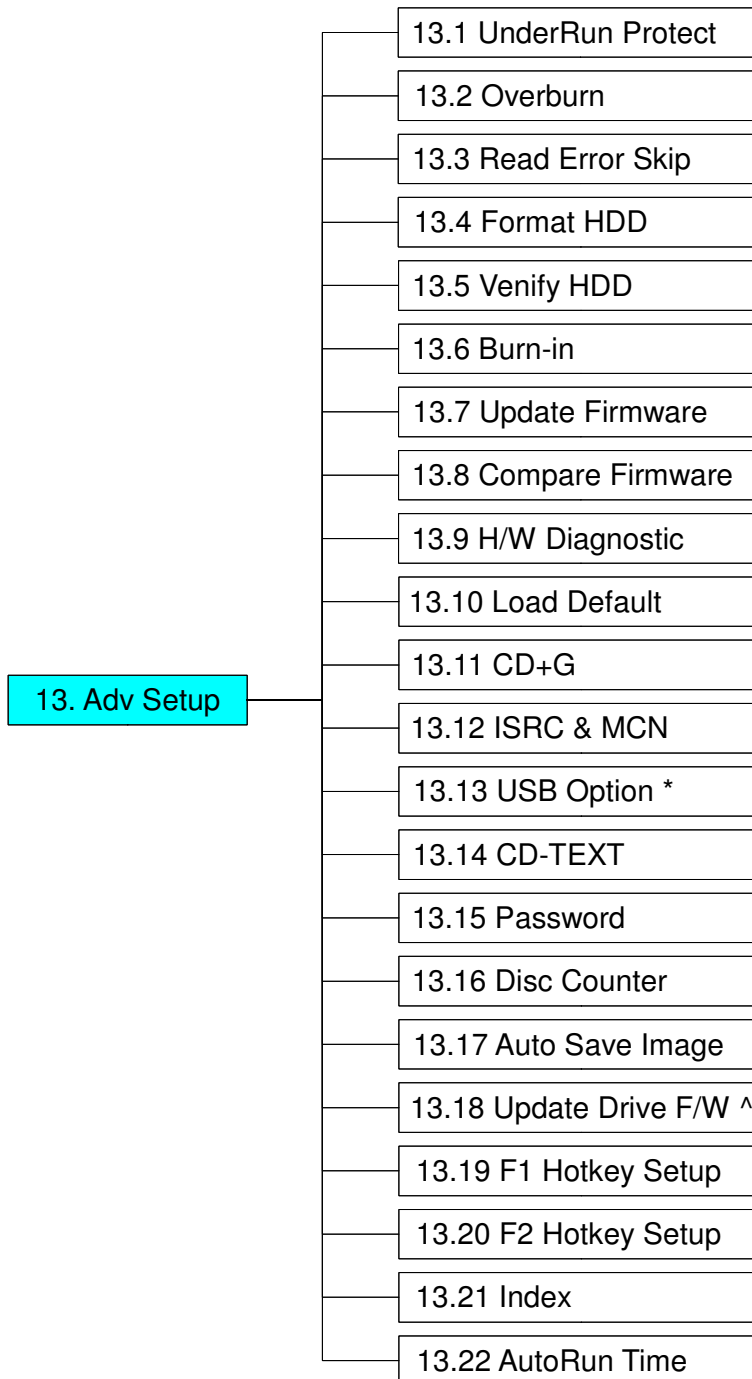 13. Adv Setup
13.1 UnderRun Protect
13.2 Overburn
13.3 Read Error Skip
13.4 Format HDD
13.5 Venify HDD
13.6 Burn-in
13.7 Update Firmware
13.8 Compare Firmware
13.9 H/W Diagnostic
13.10 Load Default
13.11 CD+G
13.12 ISRC & MCN
13.13 USB Option *
13.14 CD-TEXT
13.15 Password
13.16 Disc Counter
13.17 Auto Save Image
13.18 Update Drive F/W ^
13.19 F1 Hotkey Setup
13.20 F2 Hotkey Setup
13.21 Index
13.22 AutoRun Time